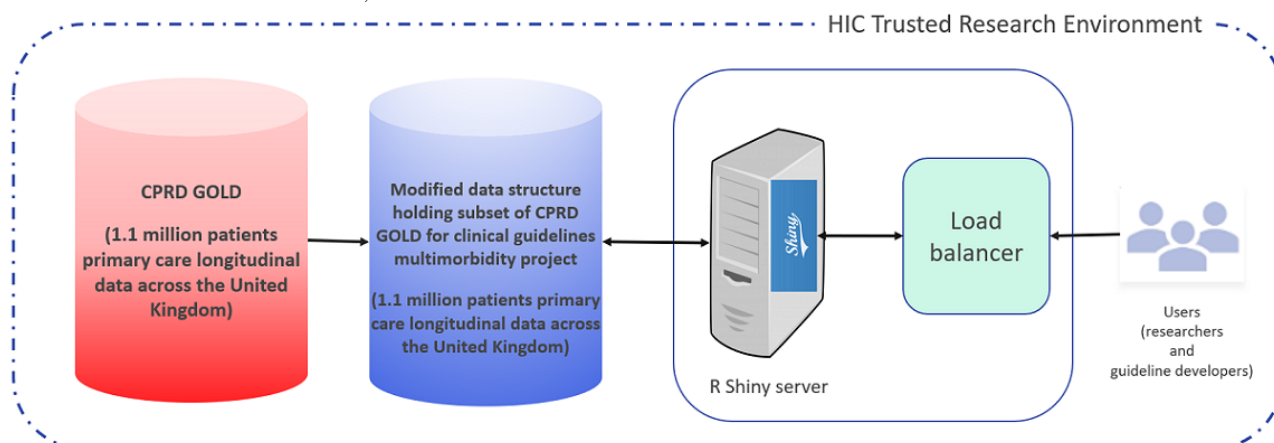 HIC Trusted Research Environment
CPRD GOLD
(1.1 million patients
primary care longitudinal
data across the United
Kingdom)
Modified data structure
holding subset of CPRD
GOLD for clinical guidelines
multimorbidity project
(1.1 million patients primary
care longitudinal data across
the United Kingdom)
Shiny
R Shiny server
Load
balancer
Users
(researchers
and
guideline developers)